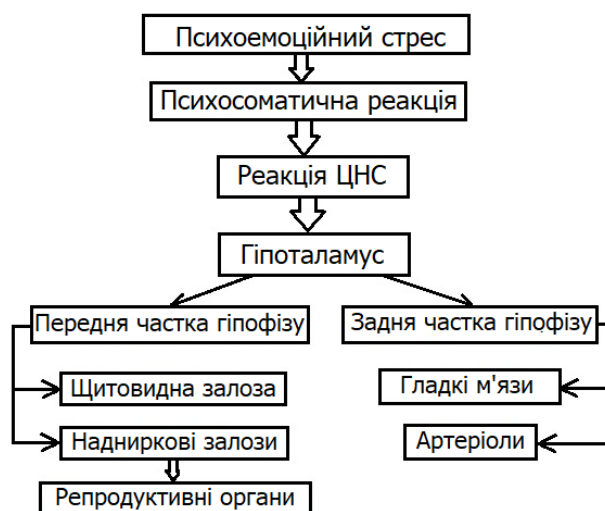 Психоемоційний стрес
Психосоматична реакція
Реакція ЦНС
Гіпоталамус
Передня частка гіпофізу
Задня частка гіпофізу
Щитовидна залоза
Гладкі м'язи
Надниркові залози
Артеріоли
Репродуктивні органи